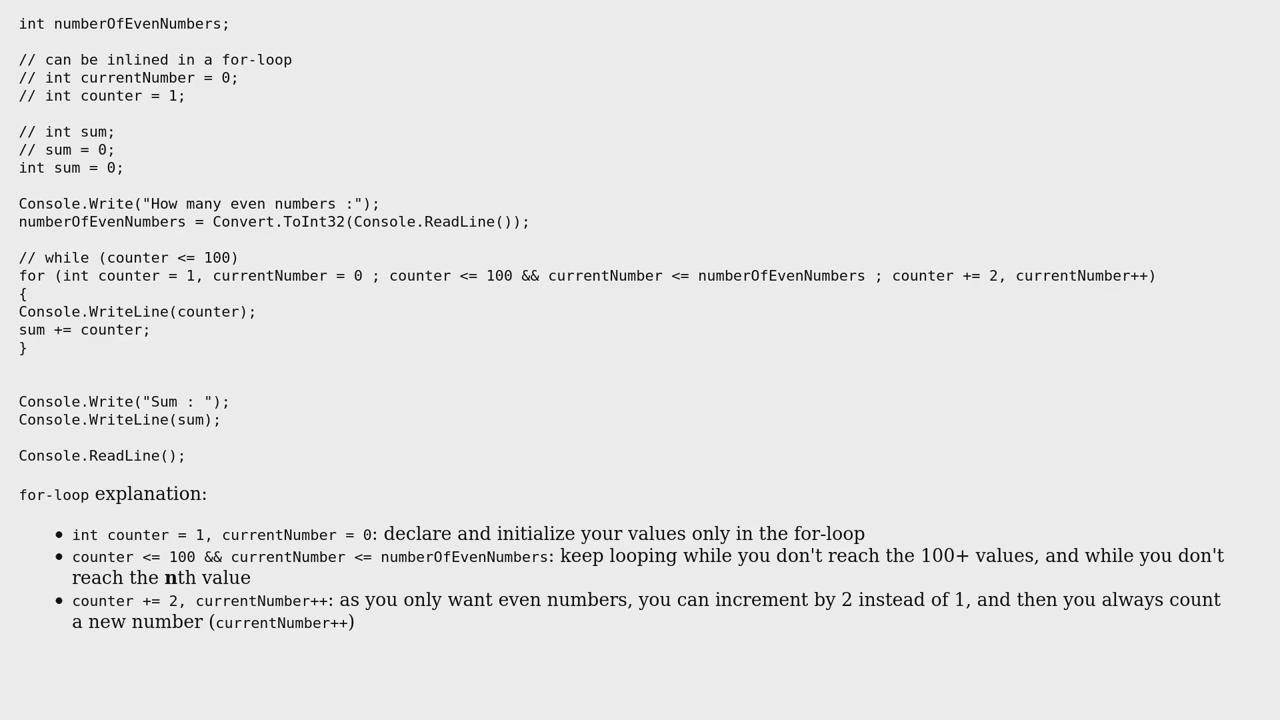 int numberOfEvenNumbers;
// can be inlined in a for-loop
// int currentNumber = 0;
// int counter = 1;
// int sum;
// sum = 0;
int sum = 0;
Console.Write("How many even numbers :");
numberOfEvenNumbers = Convert.ToInt32(Console.ReadLine());
// while (counter <= 100)
for (int counter = 1, currentNumber = 0 ; counter <= 100 && currentNumber <= numberOfEvenNumbers ; counter += 2, currentNumber++)
{
Console.WriteLine(counter);
sum += counter;
}
Console.Write("Sum : ");
Console.WriteLine(sum);
Console.ReadLine();
for-loop explanation:
• int counter = 1, currentNumber = 0: declare and initialize your values only in the for-loop
• counter <= 100 && currentNumber <= numberOfEvenNumbers: keep looping while you don't reach the 100+ values, and while you don't
reach the nth value
• counter += 2, currentNumber++: as you only want even numbers, you can increment by 2 instead of 1, and then you always count
a new number (currentNumber++)